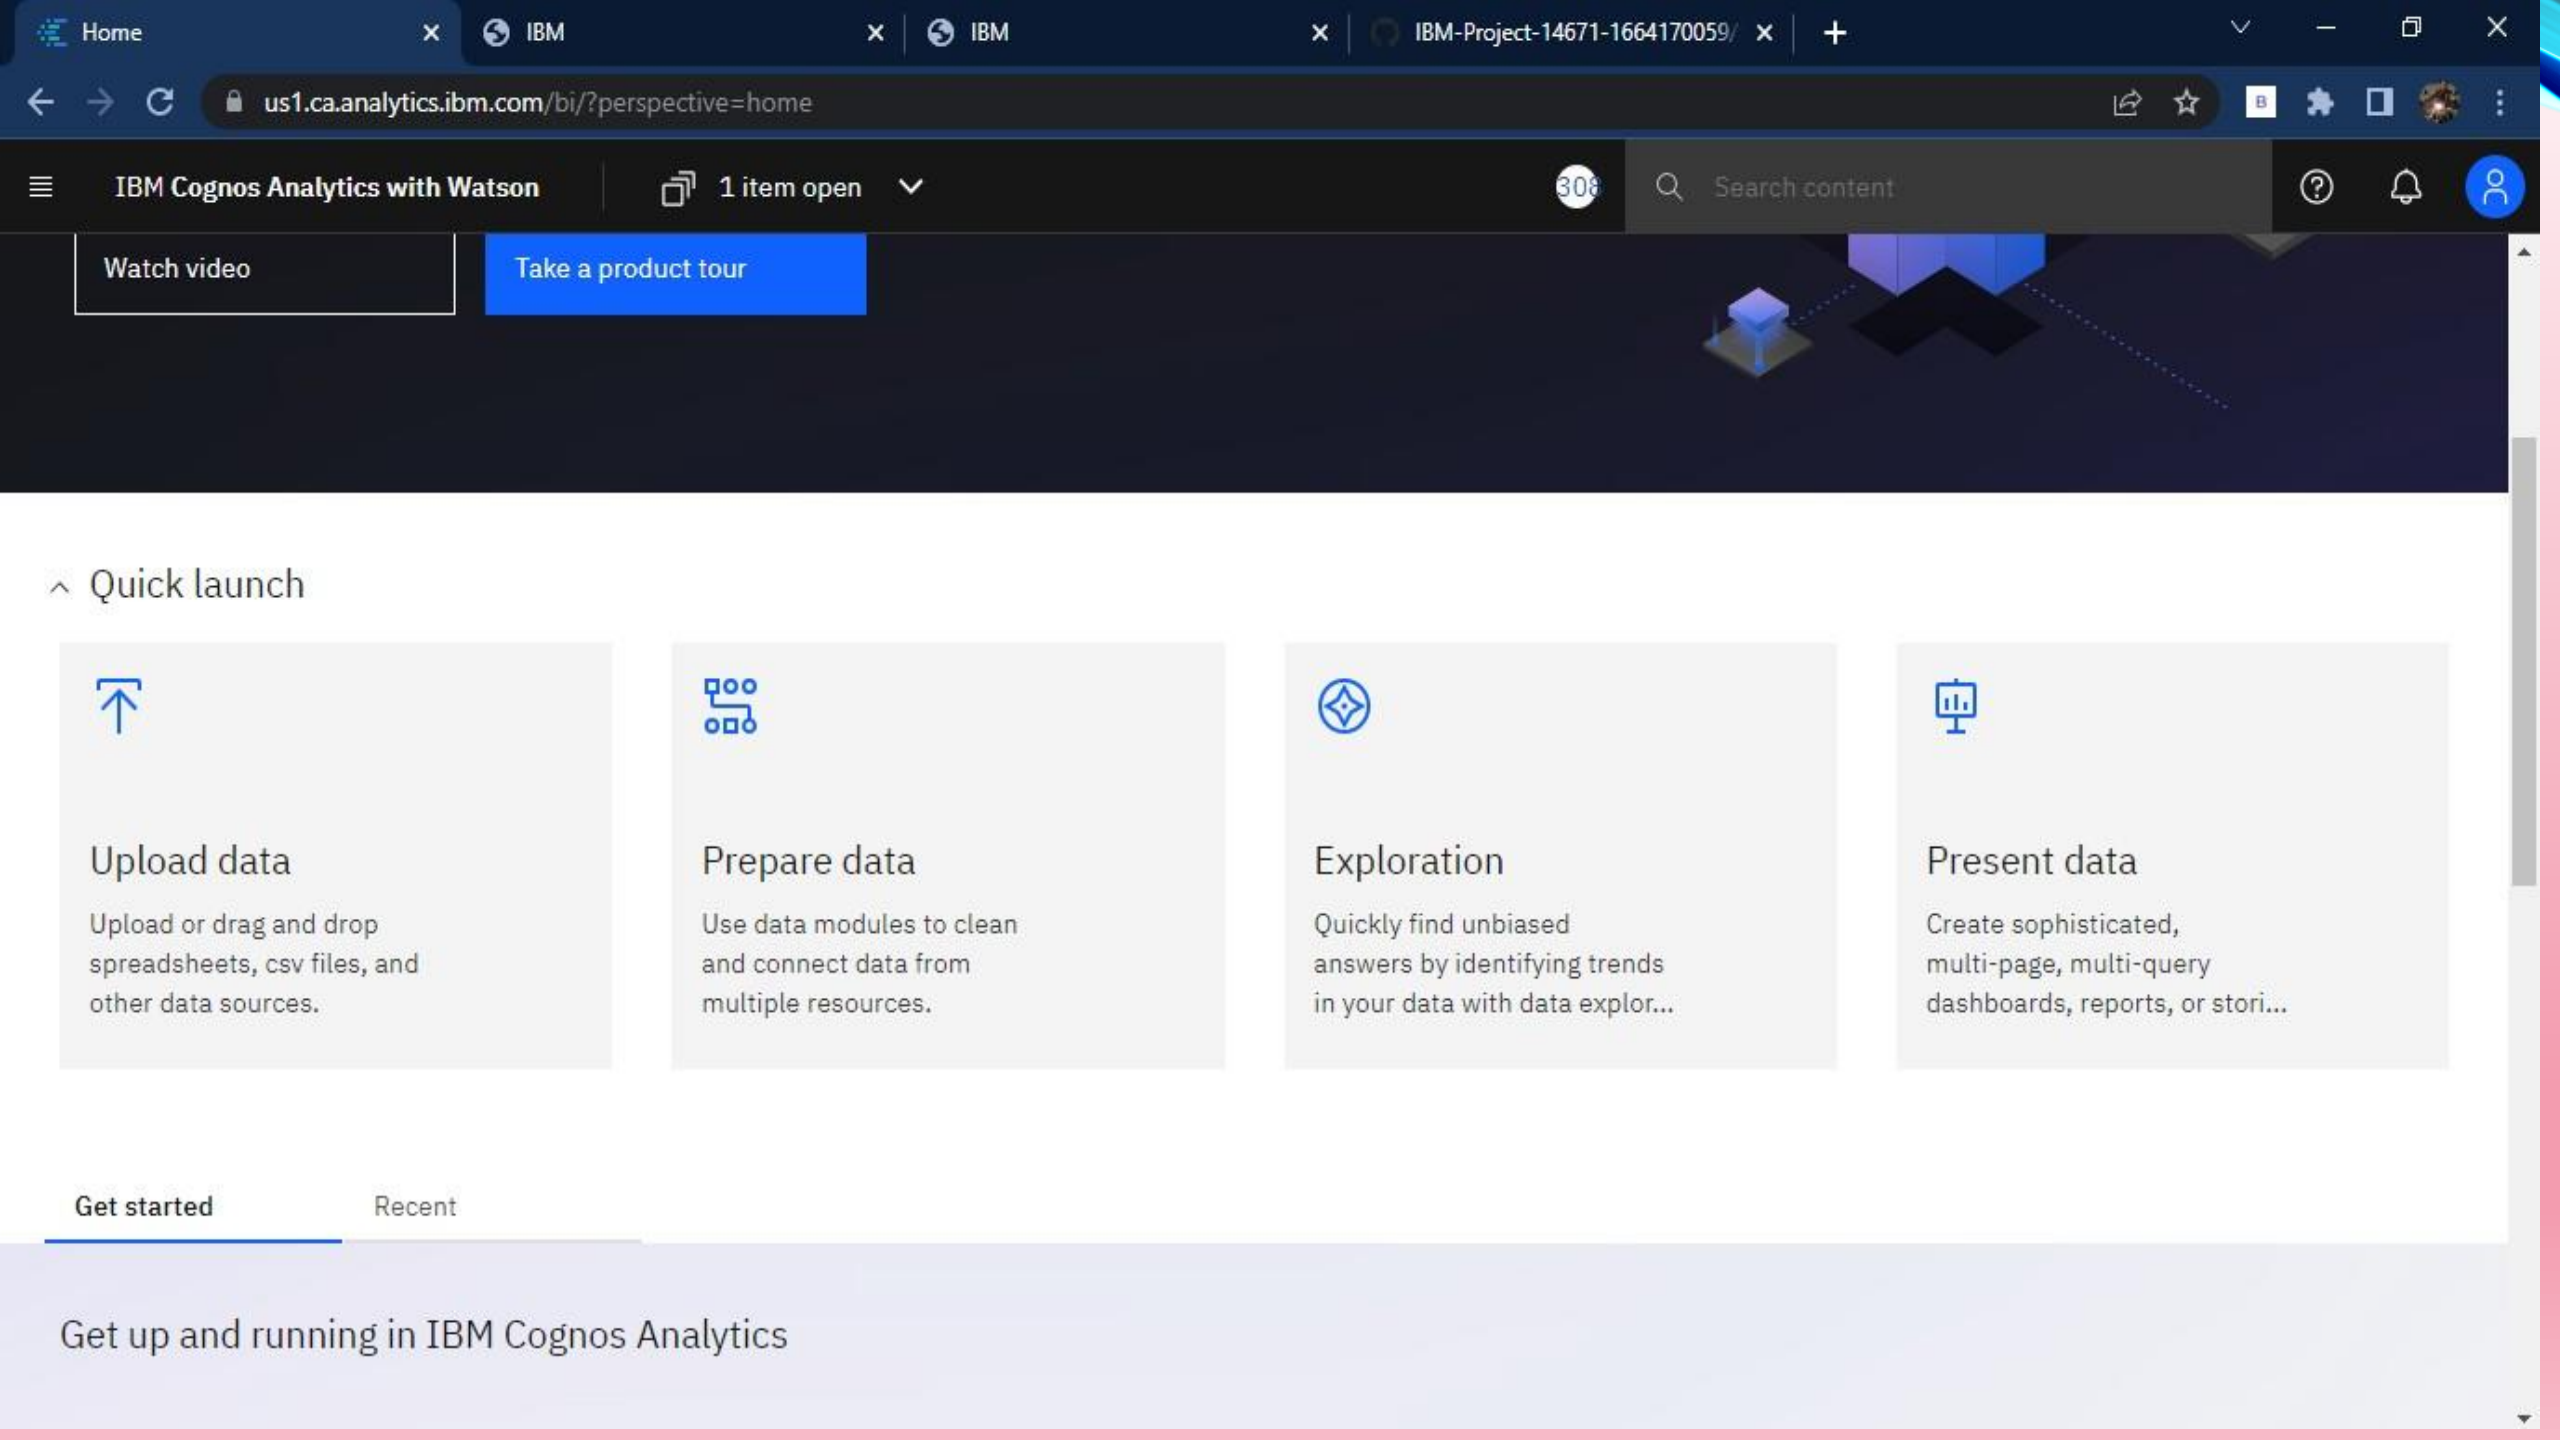 Home
IBM
IBM
IBM-Project-14671-1664170059/
us1.ca.analytics.ibm.com/bi/?perspective=home
B
IBM Cognos Analytics with Watson
1 item open
308
Search content
Watch video
Take a product tour
Quick launch
Upload data
Upload or drag and drop
spreadsheets, csv files, and
other data sources.
Prepare data
Use data modules to clean
and connect data from
multiple resources.
Exploration
Quickly find unbiased
answers by identifying trends
in your data with data explor...
Present data
Create sophisticated,
multi-page, multi-query
dashboards, reports, or stori...
Get started
Recent
Get up and running in IBM Cognos Analytics